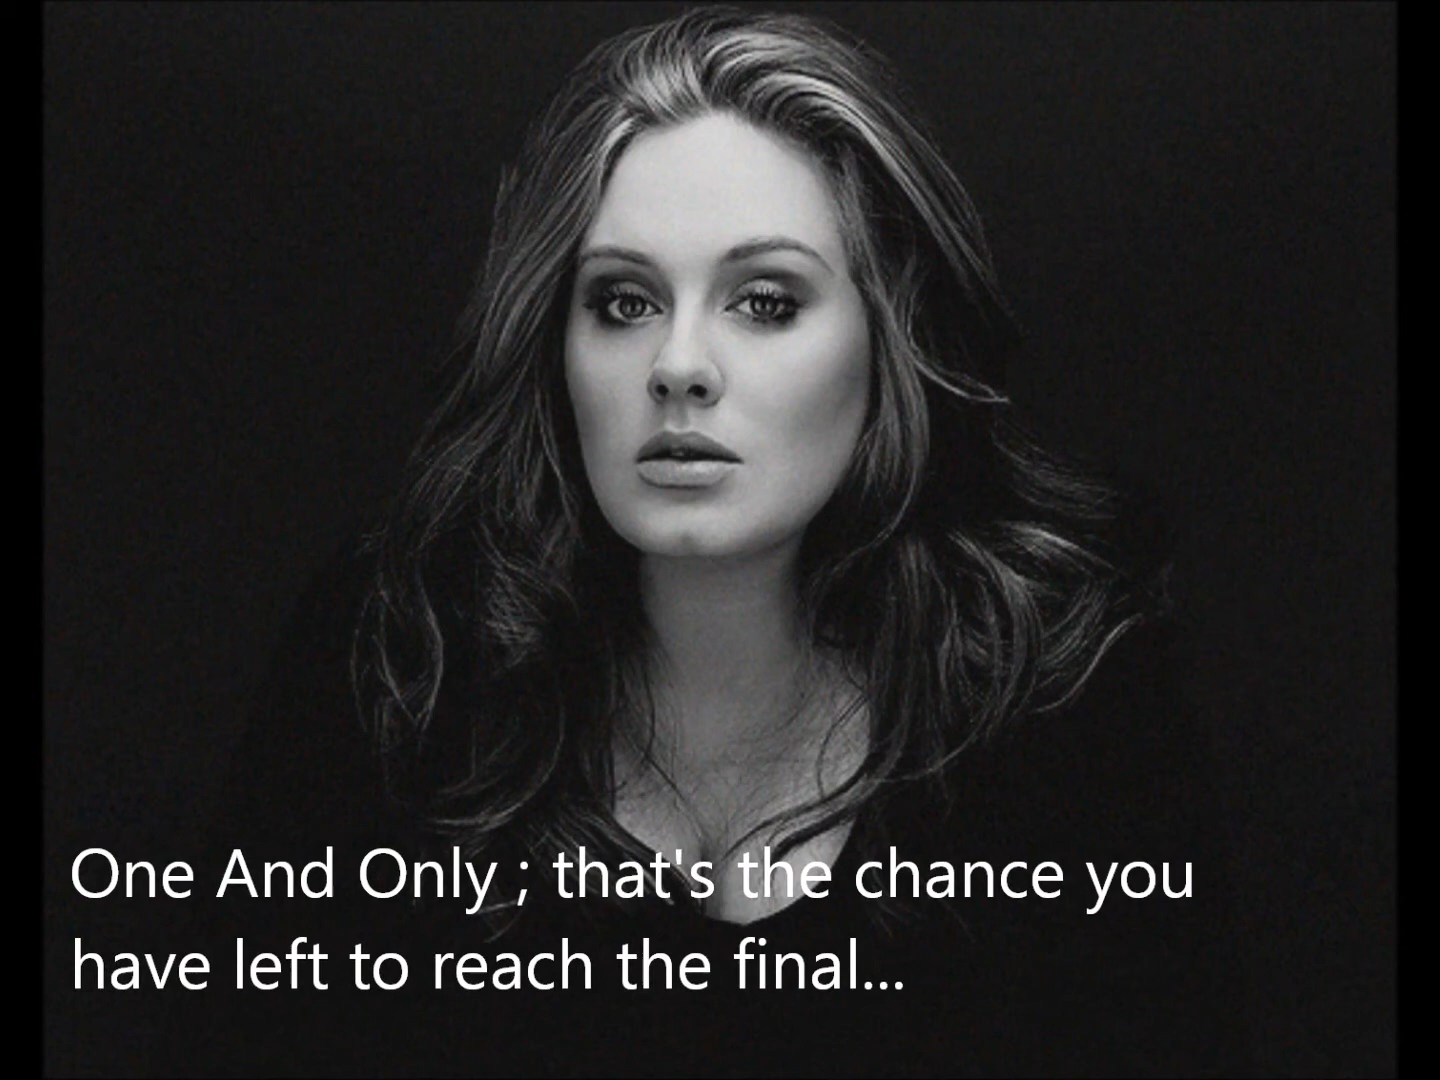 One And Only ; that's the chance you
have left to reach the final...